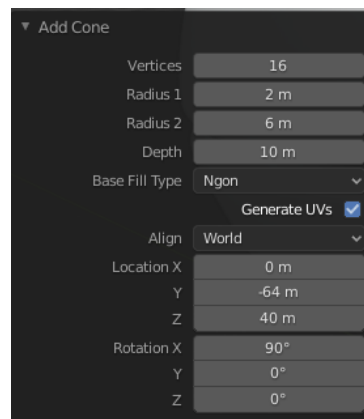 Add Cone
Vertices 16
Radius 1 2 m
Radius 2 6 m
Depth 10 m
Base Fill Type Ngon
Generate UVs
Align World
Location X 0 m
Y -64 m
Z 40 m
Rotation X 90°
Y 0°
Z 0°